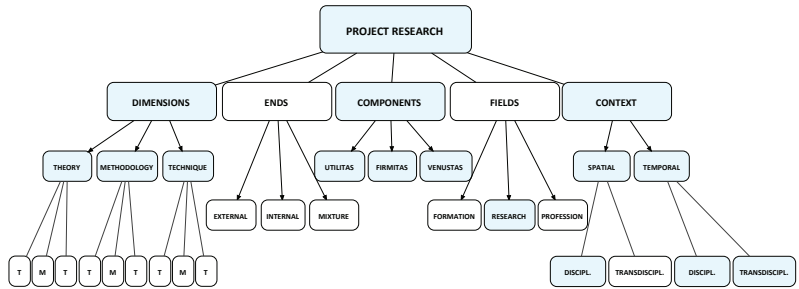 PROJECT RESEARCH
DIMENSIONS ENDS COMPONENTS FIELDS CONTEXT
THEORY METHODOLOGY TECHNIQUE UTILITAS FIRMITAS VENUSTAS SPATIAL TEMPORAL
EXTERNAL INTERNAL MIXTURE FORMATION RESEARCH PROFESSION
T M T T M T T M T DISCIPL. TRANSDISCIPL. DISCIPL. TRANSDISCIPL.